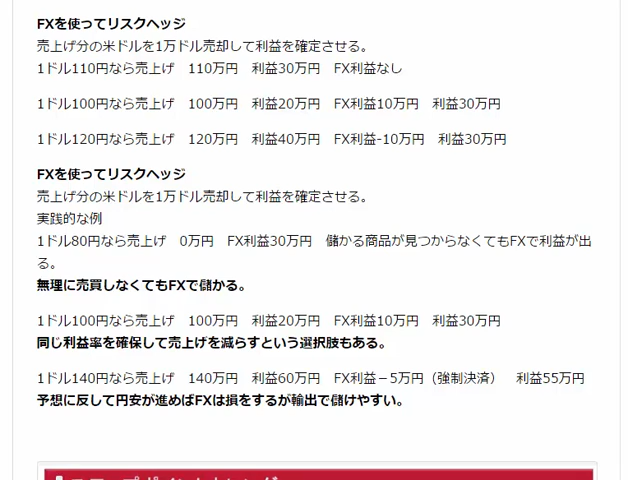 FXを使ってリスクヘッジ
売上げ分の米ドルを1万ドル売却して利益を確定させる。
1ドル110円なら売上げ　110万円　利益30万円　FX利益なし
1ドル100円なら売上げ　100万円　利益20万円　FX利益10万円　利益30万円
1ドル120円なら売上げ　120万円　利益40万円　FX利益-10万円　利益30万円
FXを使ってリスクヘッジ
売上げ分の米ドルを1万ドル売却して利益を確定させる。
実践的な例
1ドル80円なら売上げ　0万円　FX利益30万円　儲かる商品が見つからなくてもFXで利益が出
る。
無理に売買しなくてもFXで儲かる。
1ドル100円なら売上げ　100万円　利益20万円　FX利益10万円　利益30万円
同じ利益率を確保して売上げを減らすという選択肢もある。
1ドル140円なら売上げ　140万円　利益60万円　FX利益－5万円（強制決済）　利益55万円
予想に反して円安が進めばFXは損をするが輸出で儲けやすい。